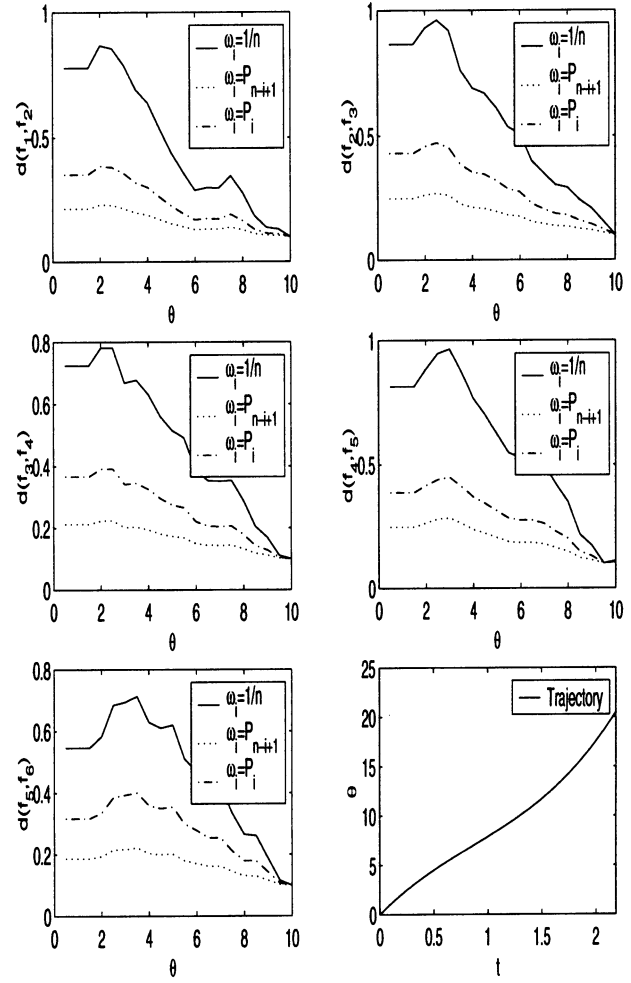 1
0.5
0
0 2 4 6 8 10
θ
d(f_1,f_2)
ω_i=1/n
ω_i=P_{n-i+1}
ω_i=P_i
1
0.5
0
0 2 4 6 8 10
θ
d(f_2,f_3)
ω_i=1/n
ω_i=P_{n-i+1}
ω_i=P_i
0.8
0.6
0.4
0.2
0
0 2 4 6 8 10
θ
d(f_3,f_4)
ω_i=1/n
ω_i=P_{n-i+1}
ω_i=P_i
1
0.5
0
0 2 4 6 8 10
θ
d(f_4,f_5)
ω_i=1/n
ω_i=P_{n-i+1}
ω_i=P_i
0.8
0.6
0.4
0.2
0
0 2 4 6 8 10
θ
d(f_5,f_6)
ω_i=1/n
ω_i=P_{n-i+1}
ω_i=P_i
25
20
15
10
5
0
0 0.5 1 1.5 2
t
θ
Trajectory